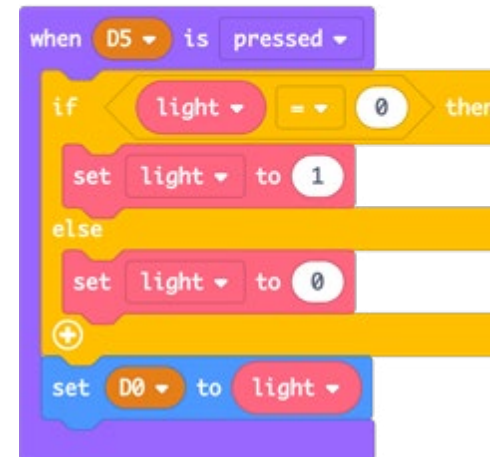 when D5 is pressed
if light = 0 then
set light to 1
else
set light to 0
set D0 to light